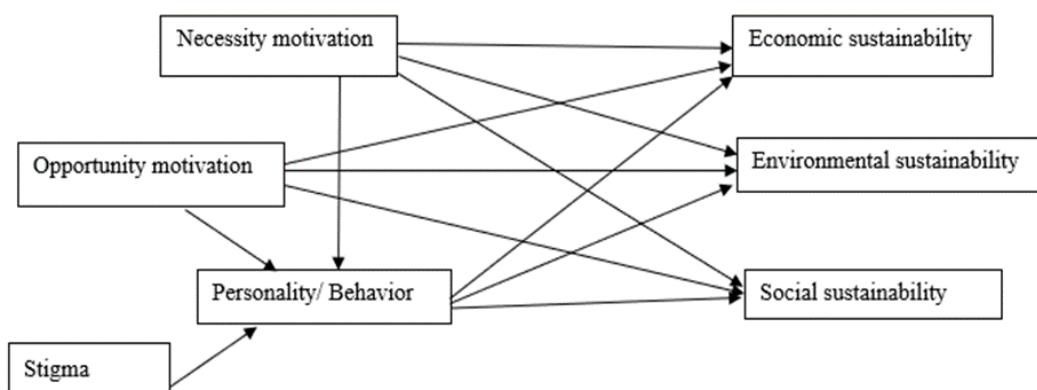 Necessity motivation
Economic sustainability
Opportunity motivation
Environmental sustainability
Personality/ Behavior
Social sustainability
Stigma